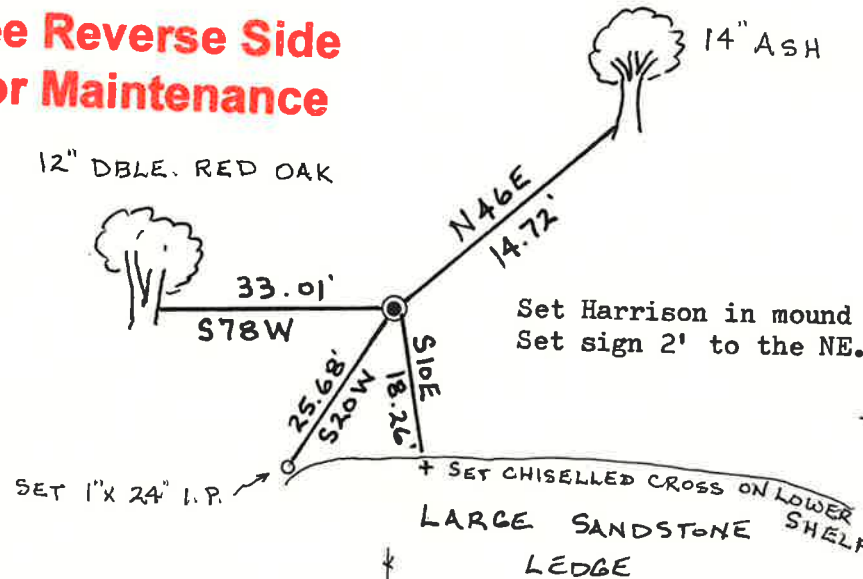 ee Reverse Side
or Maintenance
14" ASH
12" DBLE. RED OAK
N46E
14.72'
33.01'
S78W
Set Harrison in mound
Set sign 2' to the NE.
25.68'
S20W
S10E
18.26'
SET 1"x 24" I.P.
+ SET CHISELLED CROSS ON LOWER SHELF
LARGE SANDSTONE
LEDGE